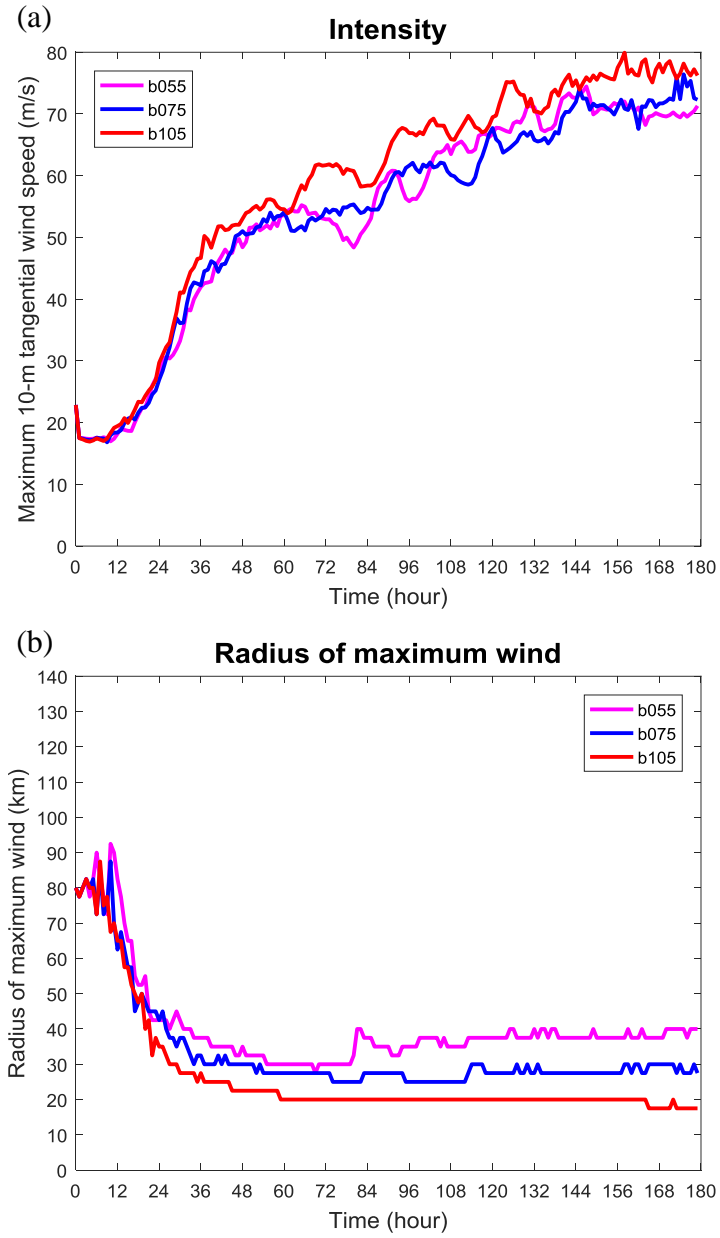 (a)
Intensity
Maximum 10-m tangential wind speed (m/s)
80
70
60
50
40
30
20
10
0
b055
b075
b105
0 12 24 36 48 60 72 84 96 108 120 132 144 156 168 180
Time (hour)
(b)
Radius of maximum wind
Radius of maximum wind (km)
140
130
120
110
100
90
80
70
60
50
40
30
20
10
0
b055
b075
b105
0 12 24 36 48 60 72 84 96 108 120 132 144 156 168 180
Time (hour)